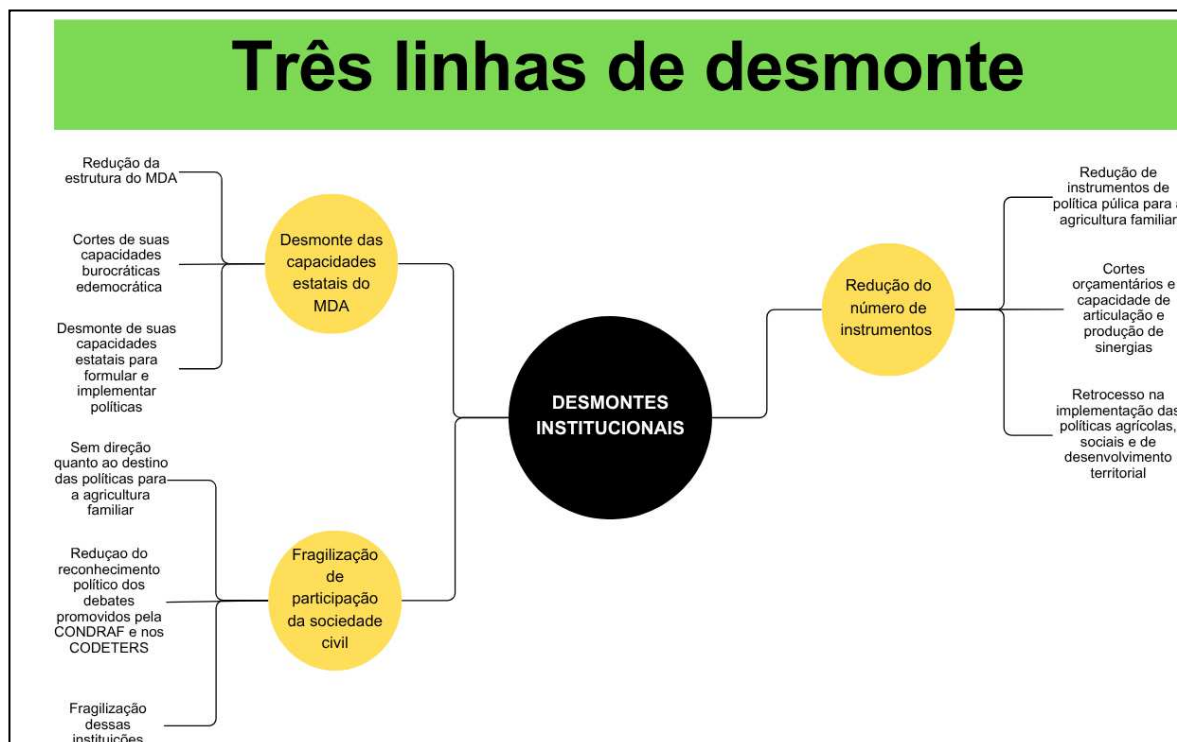 Três linhas de desmonte
Redução da
estrutura do MDA
Cortes de suas
capacidades
burocráticas
edemocrática
Desmonte de suas
capacidades
estatais para
formular e
implementar
políticas
Desmonte das
capacidades
estatais do
MDA
Sem direção
quanto ao destino
das políticas para
a agricultura
familiar
Reduçao do
reconhecimento
político dos
debates
promovidos pela
CONDRAF e nos
CODETERS
Fragilização
dessas
instituições
Fragilização
de
participação
da sociedade
civil
DESMONTES
INSTITUCIONAIS
Redução do
número de
instrumentos
Redução de
instrumentos de
política púlica para
agricultura familiar
Cortes
orçamentários e
capacidade de
articulação e
produção de
sinergias
Retrocesso na
implementação das
políticas agrícolas,
sociais e de
desenvolvimento
territorial